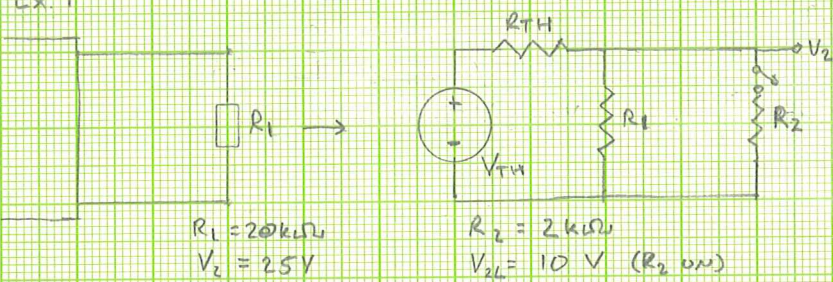 Ex. 1
RTH
V2
R1
R1
R2
VTH
R1 = 20kΩ
R2 = 2kΩ
V2 = 25V
V2L = 10 V (R2 ON)